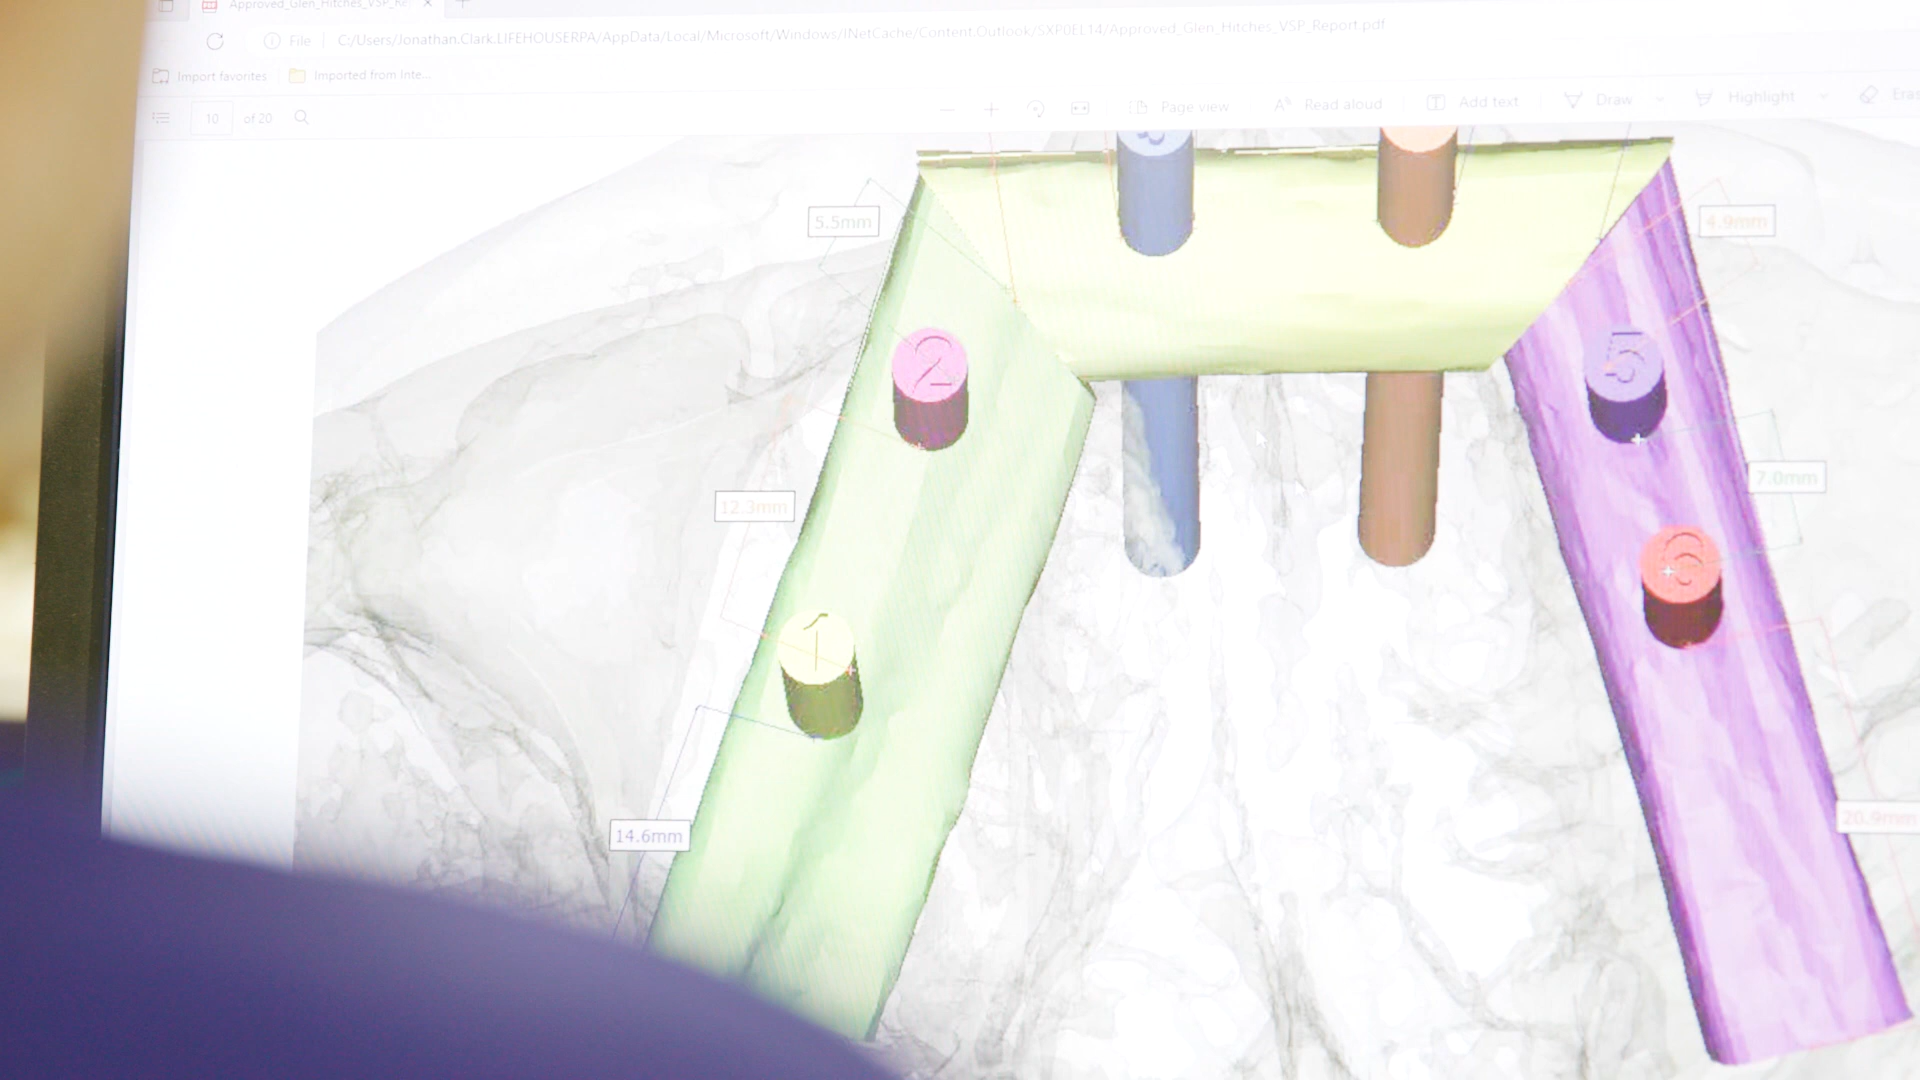 Approved_Glen_Hitches_VSP_Re
File
C:/Users/Jonathan.Clark.LIFEHOUSERPA/AppData/Local/Microsoft/Windows/INetCache/Content.Outlook/SXP0EL14/Approved_Glen_Hitches_VSP_Report.pdf
Import favorites
Imported from Inte...
10 of 20
Page view
Read aloud
Add text
Draw
Highlight
Eras
5.5mm
4.9mm
2
5
12.3mm
7.0mm
6
1
14.6mm
20.9mm